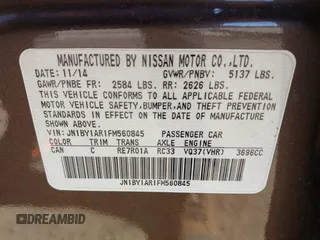 MANUFACTURED BY NISSAN MOTOR CO.,LTD.
DATE: 11/14 GVWR/PNBV: 5137 LBS.
GAWR/PNBE FR: 2584 LBS. RR: 2626 LBS.
THIS VEHICLE CONFORMS TO ALL APPLICABLE FEDERAL
MOTOR VEHICLE SAFETY, BUMPER, AND THEFT PREVENTION
STANDARDS IN EFFECT ON THE DATE OF MANUFACTURE
SHOWN ABOVE.
VIN: JN1BY1AR1FM560845 PASSENGER CAR
COLOR TRIM TRANS AXLE ENGINE
CAN C RE7R01A RC33 VQ37(VHR) 3696CC
JN1BY1AR1FM560845
© DEALERSHIP
AUTOBIDMASTER